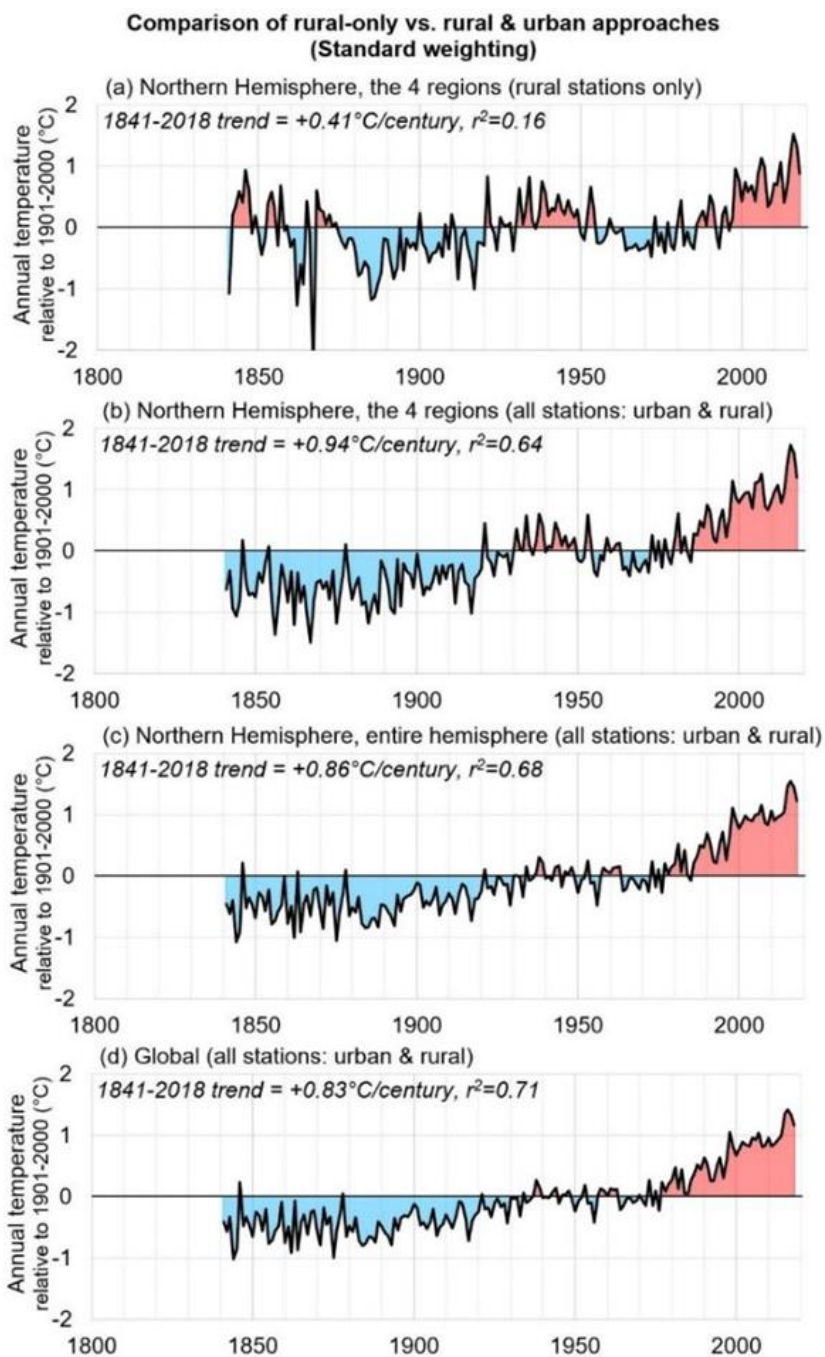 Comparison of rural-only vs. rural & urban approaches
(Standard weighting)
(a) Northern Hemisphere, the 4 regions (rural stations only)
1841-2018 trend = +0.41°C/century, r²=0.16
Annual temperature
relative to 1901-2000 (°C)
2
1
0
-1
-2
1800
1850
1900
1950
2000
(b) Northern Hemisphere, the 4 regions (all stations: urban & rural)
1841-2018 trend = +0.94°C/century, r²=0.64
Annual temperature
relative to 1901-2000 (°C)
2
1
0
-1
-2
1800
1850
1900
1950
2000
(c) Northern Hemisphere, entire hemisphere (all stations: urban & rural)
1841-2018 trend = +0.86°C/century, r²=0.68
Annual temperature
relative to 1901-2000 (°C)
2
1
0
-1
-2
1800
1850
1900
1950
2000
(d) Global (all stations: urban & rural)
1841-2018 trend = +0.83°C/century, r²=0.71
Annual temperature
relative to 1901-2000 (°C)
2
1
0
-1
-2
1800
1850
1900
1950
2000